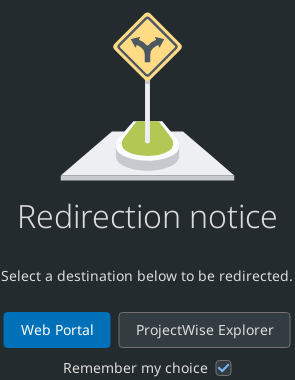 Redirection notice
Select a destination below to be redirected.
Web Portal
ProjectWise Explorer
Remember my choice